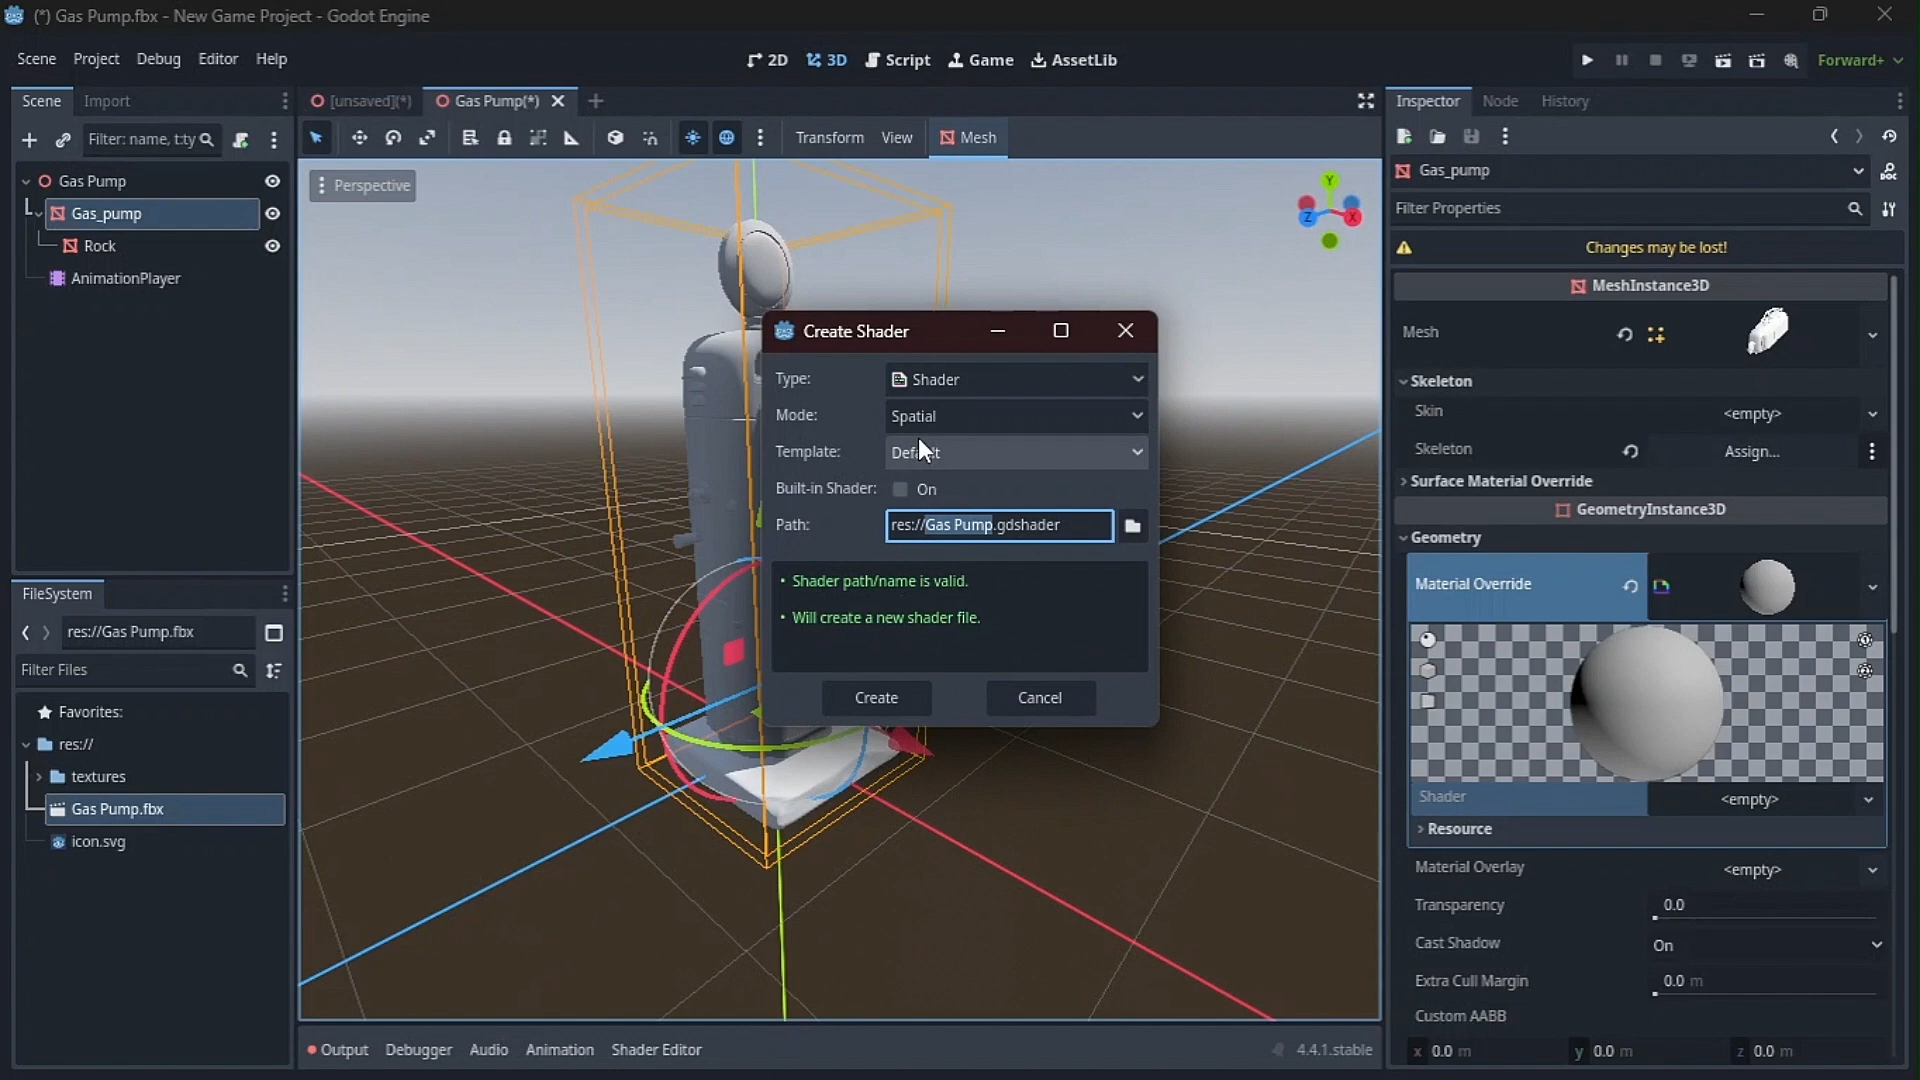 (*) Gas Pump.fbx - New Game Project - Godot Engine
Scene Project Debug Editor Help
2D 3D Script Game AssetLib
Forward+
Scene Import
[unsaved](*) Gas Pump(*)
Inspector Node History
Filter: name, t:ty
Transform View Mesh
Gas Pump
Gas_pump
Rock
AnimationPlayer
Perspective
Y
Z X
Gas_pump
DOC
Filter Properties
Changes may be lost!
MeshInstance3D
Mesh
Skeleton
Skin <empty>
Skeleton Assign...
Surface Material Override
GeometryInstance3D
Geometry
Material Override
Shader <empty>
Resource
Material Overlay <empty>
Transparency 0.0
Cast Shadow On
Extra Cull Margin 0.0 m
Custom AABB
x 0.0 m y 0.0 m z 0.0 m
Create Shader
Type: Shader
Mode: Spatial
Template:
Built-in Shader: On
Path: res://Gas Pump.gdshader
• Shader path/name is valid.
• Will create a new shader file.
Create Cancel
FileSystem
res://Gas Pump.fbx
Filter Files
Favorites:
res://
textures
Gas Pump.fbx
icon.svg
Output Debugger Audio Animation Shader Editor
4.4.1.stable